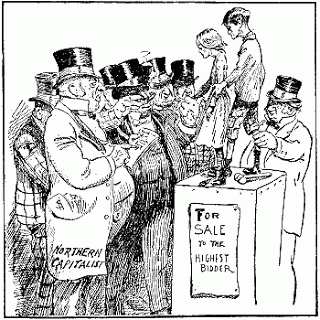 NORTHERN
CAPITALIST
FOR
SALE
TO THE
HIGHEST
BIDDER